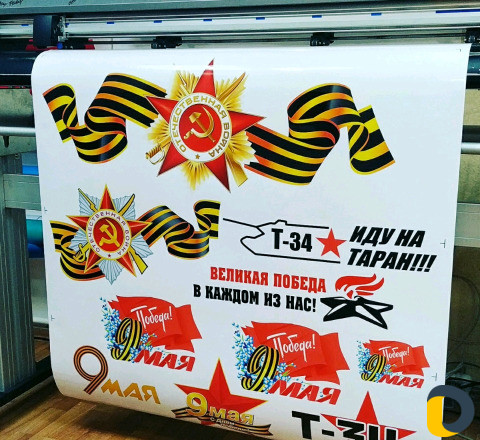 ОТЕЧЕСТВЕННАЯ ВОЙНА
ОТЕЧЕСТВЕННАЯ ВОЙНА
Т-34
ИДУ НА
ТАРАН!!!
ВЕЛИКАЯ ПОБЕДА
В КАЖДОМ ИЗ НАС!
Победа!
9 МАЯ
Победа!
9 МАЯ
Победа!
9 МАЯ
9 МАЯ
9 мая
Т-34